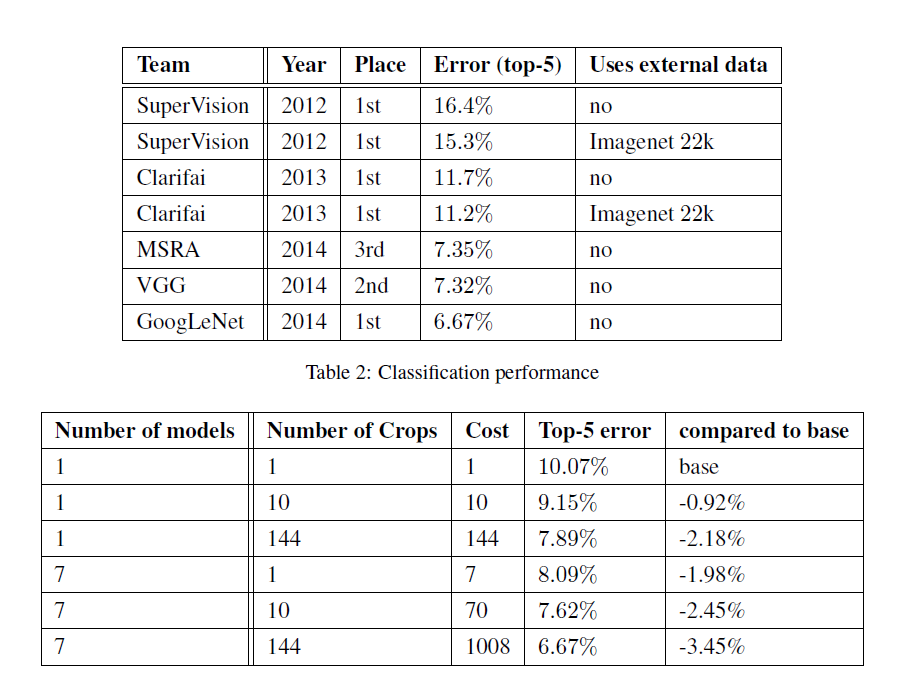 Team Year Place Error (top-5) Uses external data
SuperVision 2012 1st 16.4% no
SuperVision 2012 1st 15.3% Imagenet 22k
Clarifai 2013 1st 11.7% no
Clarifai 2013 1st 11.2% Imagenet 22k
MSRA 2014 3rd 7.35% no
VGG 2014 2nd 7.32% no
GoogLeNet 2014 1st 6.67% no
Table 2: Classification performance
Number of models Number of Crops Cost Top-5 error compared to base
1 1 1 10.07% base
1 10 10 9.15% -0.92%
1 144 144 7.89% -2.18%
7 1 7 8.09% -1.98%
7 10 70 7.62% -2.45%
7 144 1008 6.67% -3.45%